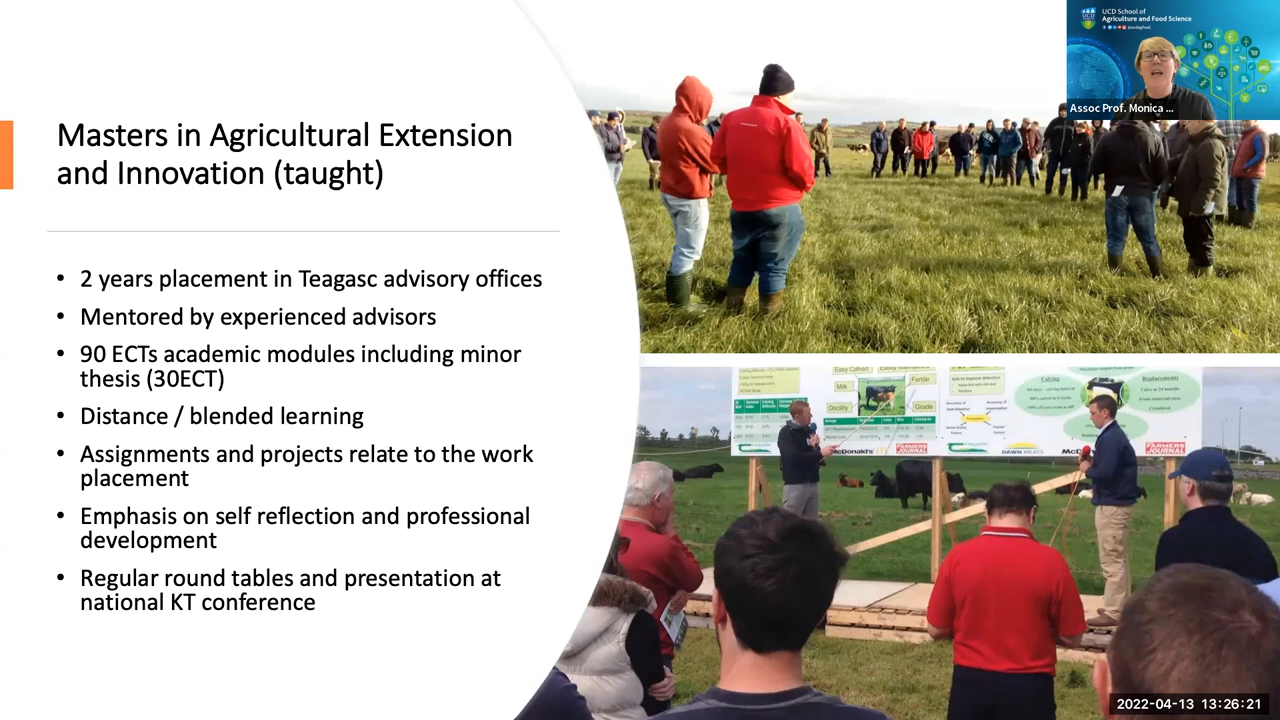 Masters in Agricultural Extension
and Innovation (taught)
• 2 years placement in Teagasc advisory offices
• Mentored by experienced advisors
• 90 ECTs academic modules including minor
thesis (30ECT)
• Distance / blended learning
• Assignments and projects relate to the work
placement
• Emphasis on self reflection and professional
development
• Regular round tables and presentation at
national KT conference
UCD School of
Agriculture and Food Science
UCD
Assoc Prof. Monica ...
Easy Calved
Milk
Fertile
Docility
Grade
Calving
Replacements
McDonald's
FARMERS
JOURNAL
DAWN MEATS
McD
FARMERS
JOURNAL
2022-04-13 13:26:21